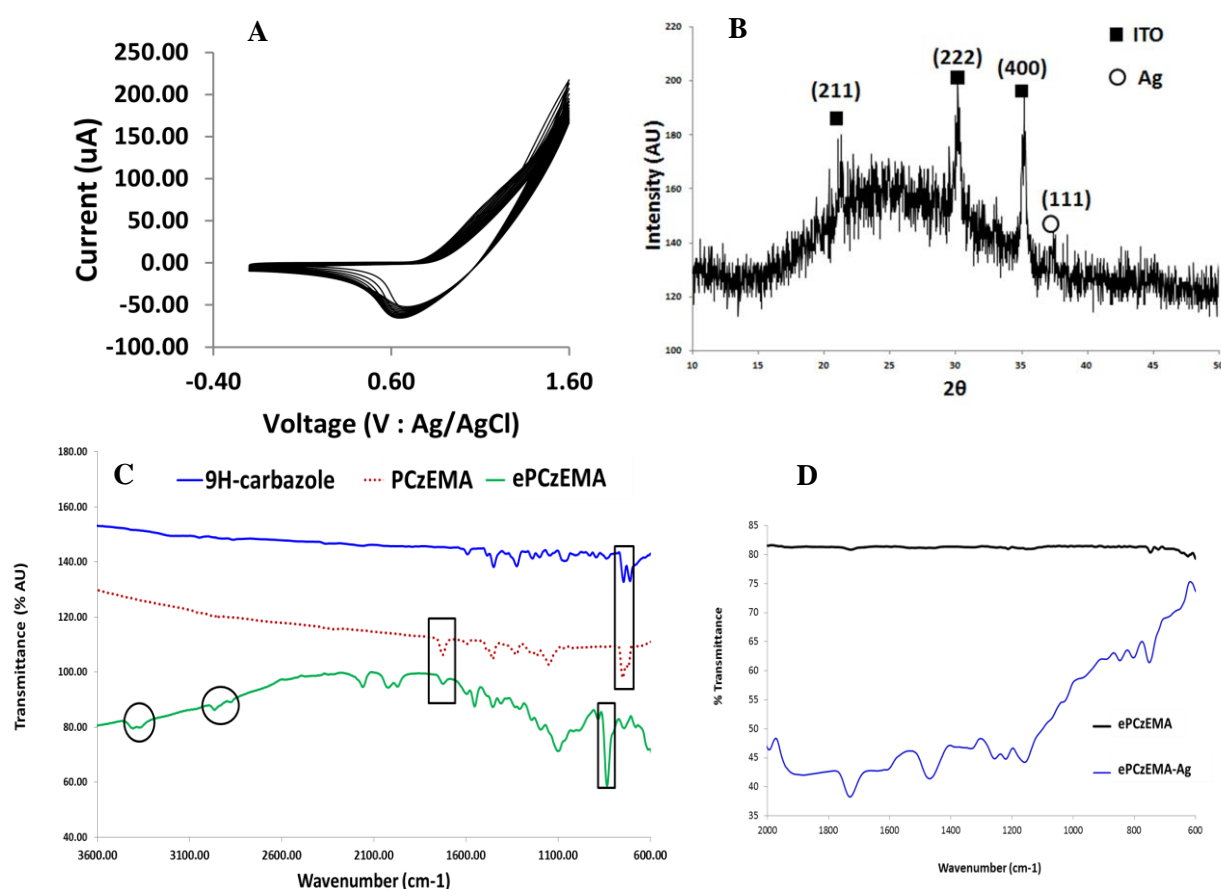 A
250.00
200.00
150.00
100.00
50.00
0.00
-50.00
-100.00
-0.40 0.60 1.60
Current (uA)
Voltage (V : Ag/AgCl)
B
■ ITO
○ Ag
(211)
(222)
(400)
(111)
200
180
160
140
120
100
10 15 20 25 30 35 40 45 50
Intensity (AU)
2θ
C
9H-carbazole PCzEMA ePCzEMA
180.00
160.00
140.00
120.00
100.00
80.00
60.00
40.00
3600.00 3100.00 2600.00 2100.00 1600.00 1100.00 600.00
Transmittance (% AU)
Wavenumber (cm-1)
D
85
80
75
70
65
60
55
50
45
40
35
2000 1800 1600 1400 1200 1000 800 600
% Transmittance
Wavenumber (cm-1)
ePCzEMA
ePCzEMA-Ag